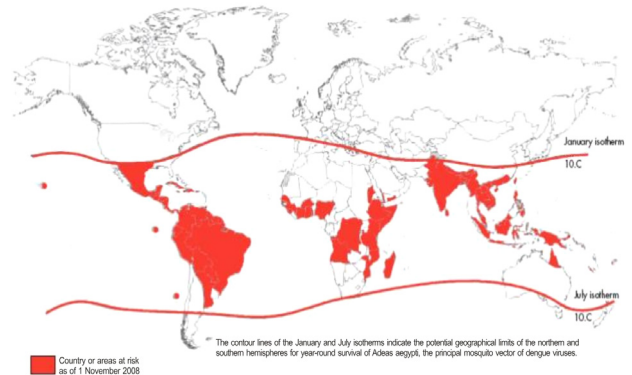 January isotherm
10.C
July isotherm
10.C
The contour lines of the January and July isotherms indicate the potential geographical limits of the northern and
southern hemispheres for year-round survival of Adeas aegypti, the principal mosquito vector of dengue viruses.
Country or areas at risk
as of 1 November 2008